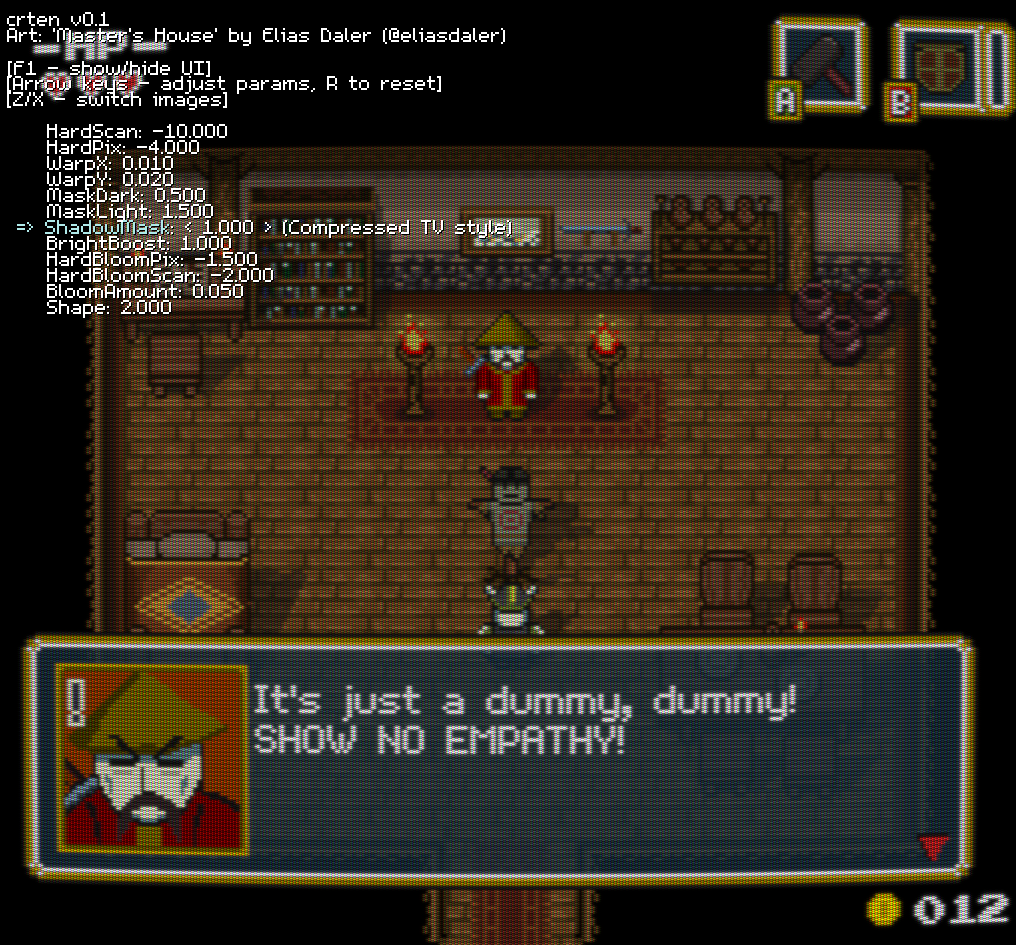 crten v0.1
Art: 'Master's House' by Elias Daler (@eliasdaler)
-HP-
[F1 - show/hide UI]
[Arrow keys - adjust params, R to reset]
[Z/X - switch images]
A
B
HardScan: -10.000
HardPix: -4.000
WarpX: 0.010
WarpY: 0.020
MaskDark: 0.500
MaskLight: 1.500
=> ShadowMask: < 1.000 > (Compressed TV style)
BrightBoost: 1.000
HardBloomPix: -1.500
HardBloomScan: -2.000
BloomAmount: 0.050
Shape: 2.000
It's just a dummy, dummy!
SHOW NO EMPATHY!
012